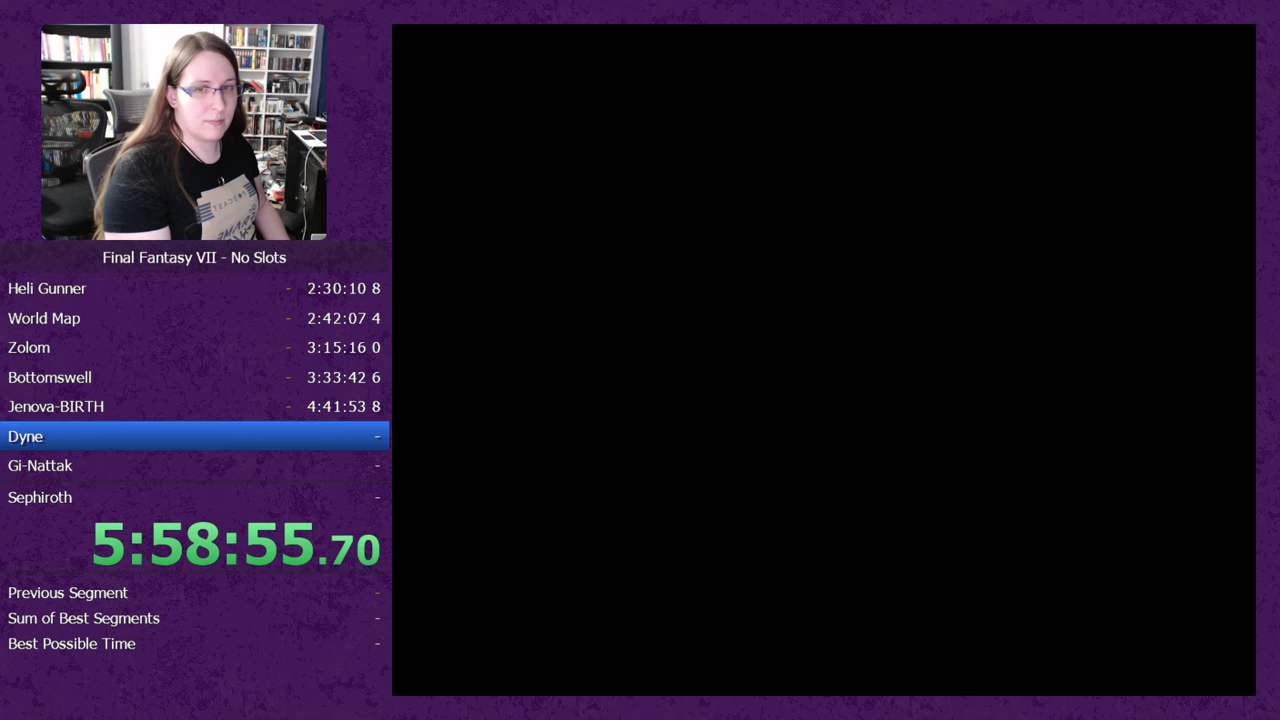 Final Fantasy VII - No Slots
Heli Gunner - 2:30:10 8
World Map - 2:42:07 4
Zolom - 3:15:16 0
Bottomswell - 3:33:42 6
Jenova-BIRTH - 4:41:53 8
Dyne -
Gi-Nattak -
Sephiroth -
5:58:55.70
Previous Segment -
Sum of Best Segments -
Best Possible Time -
PODCAST